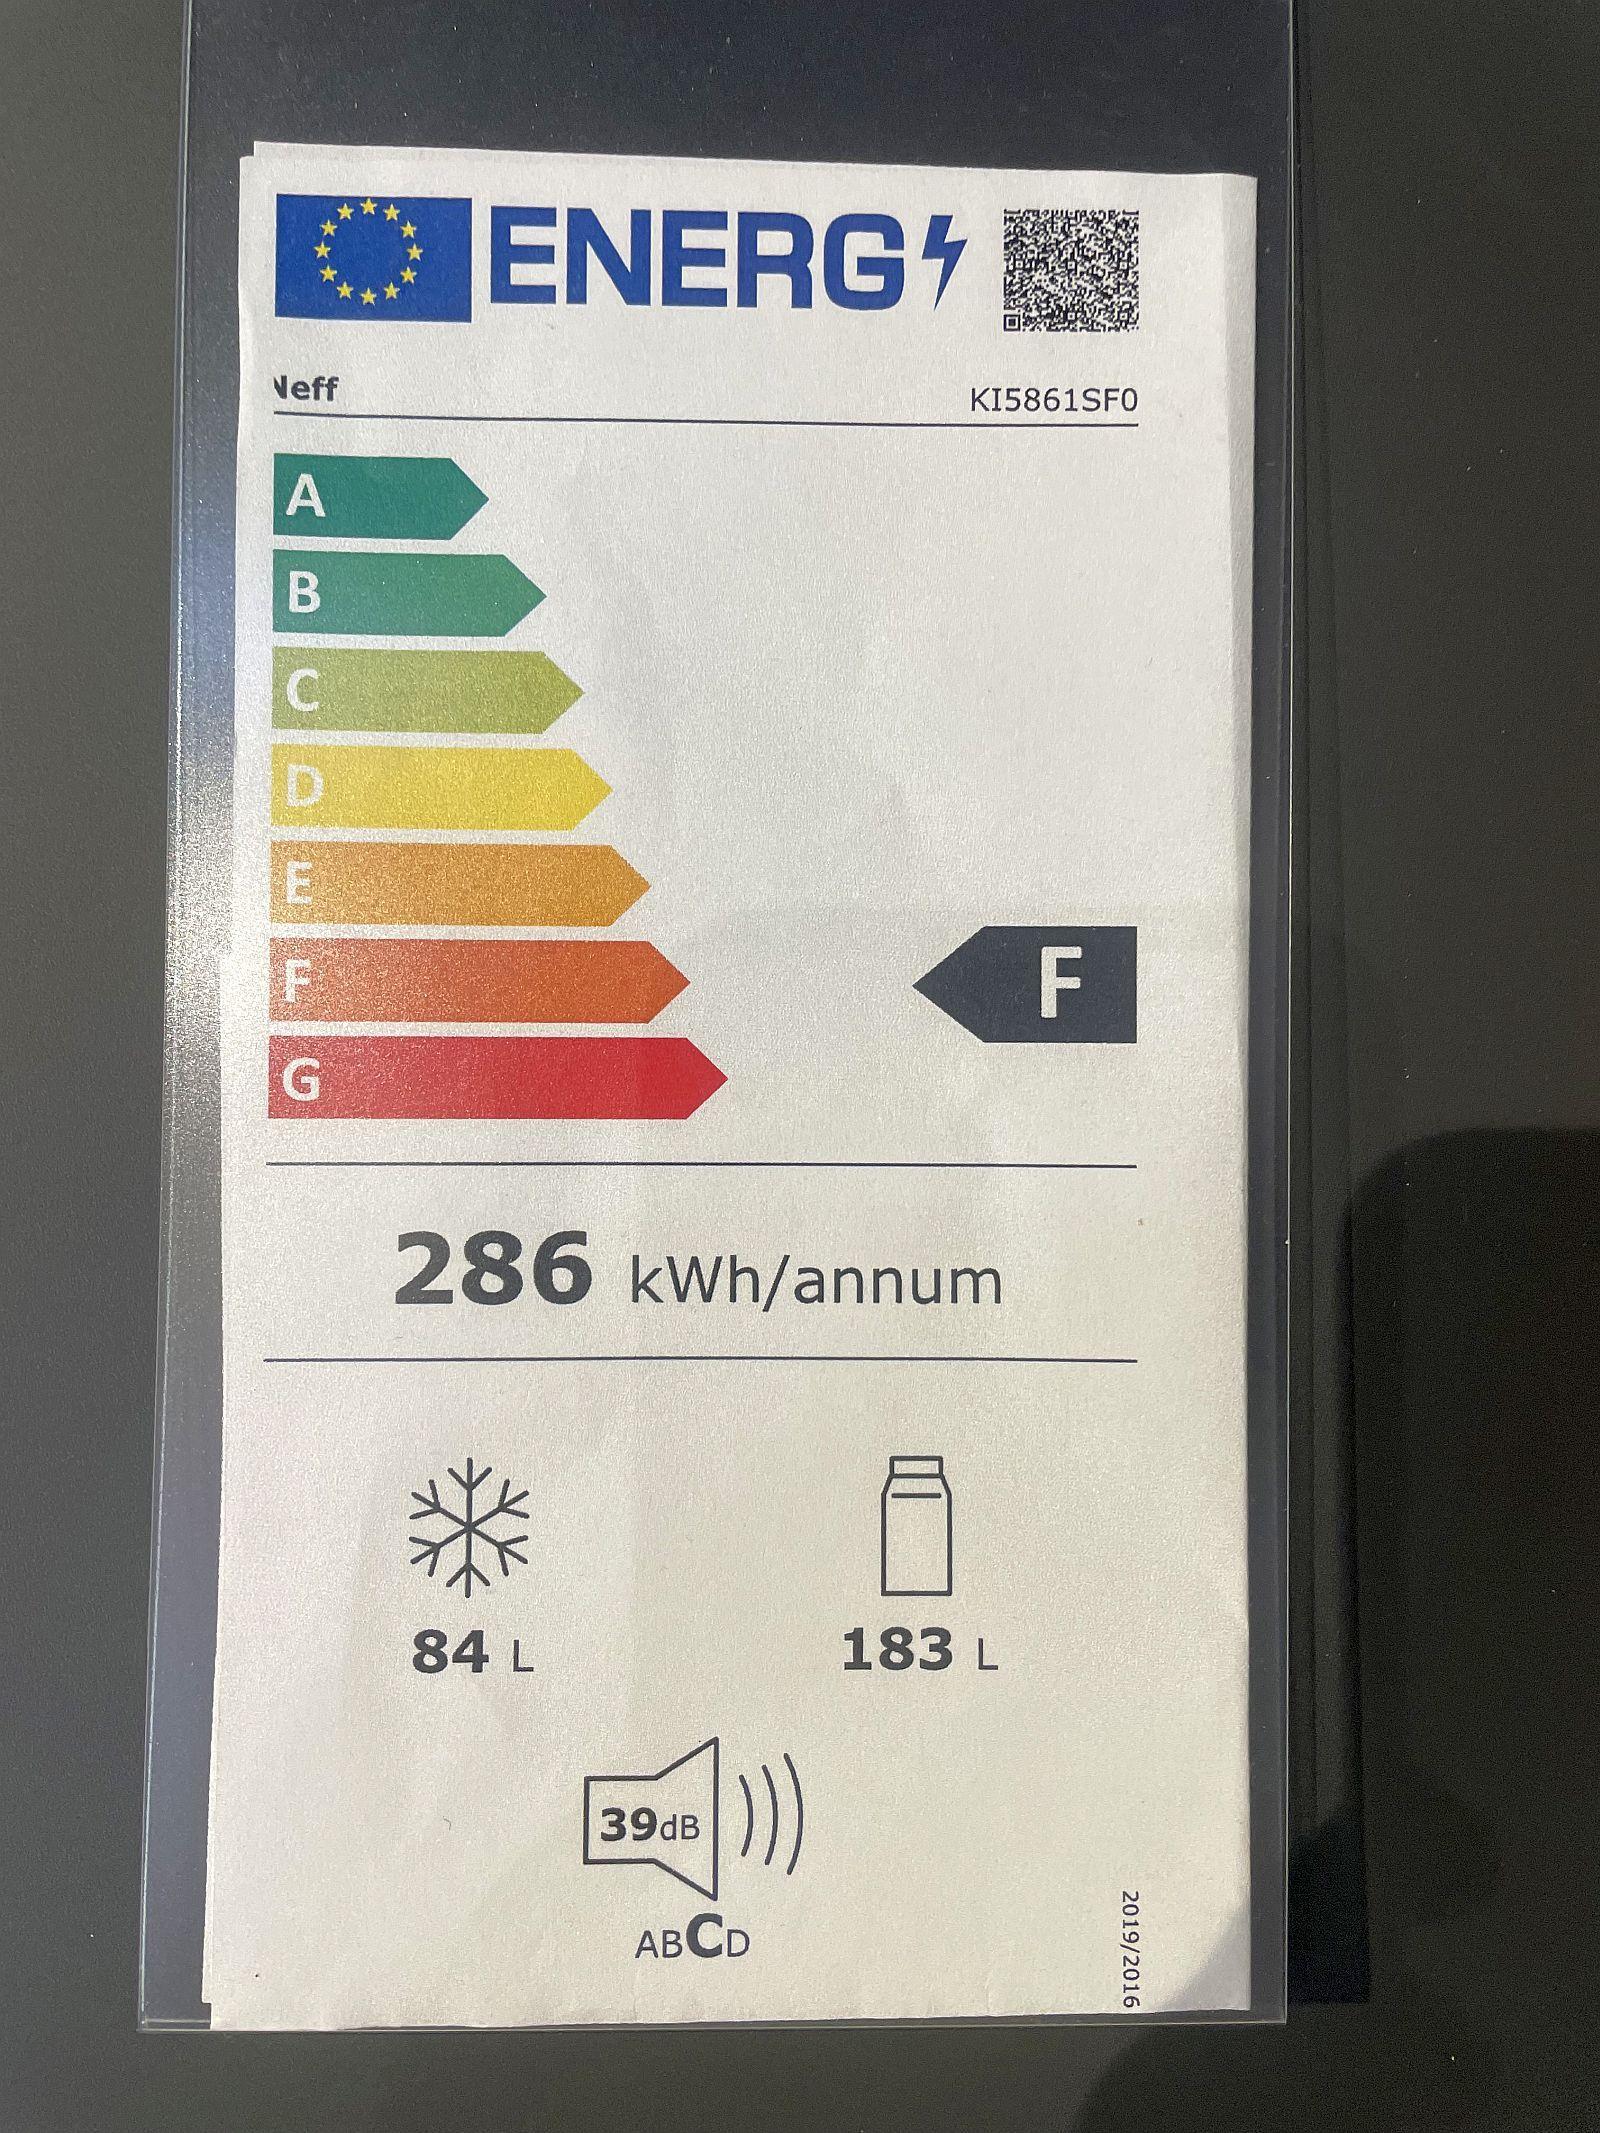 ENERG
Neff
KI5861SF0
A
B
C
D
E
F
F
G
286 kWh/annum
84 L
183 L
39dB
ABCD
2019/2016